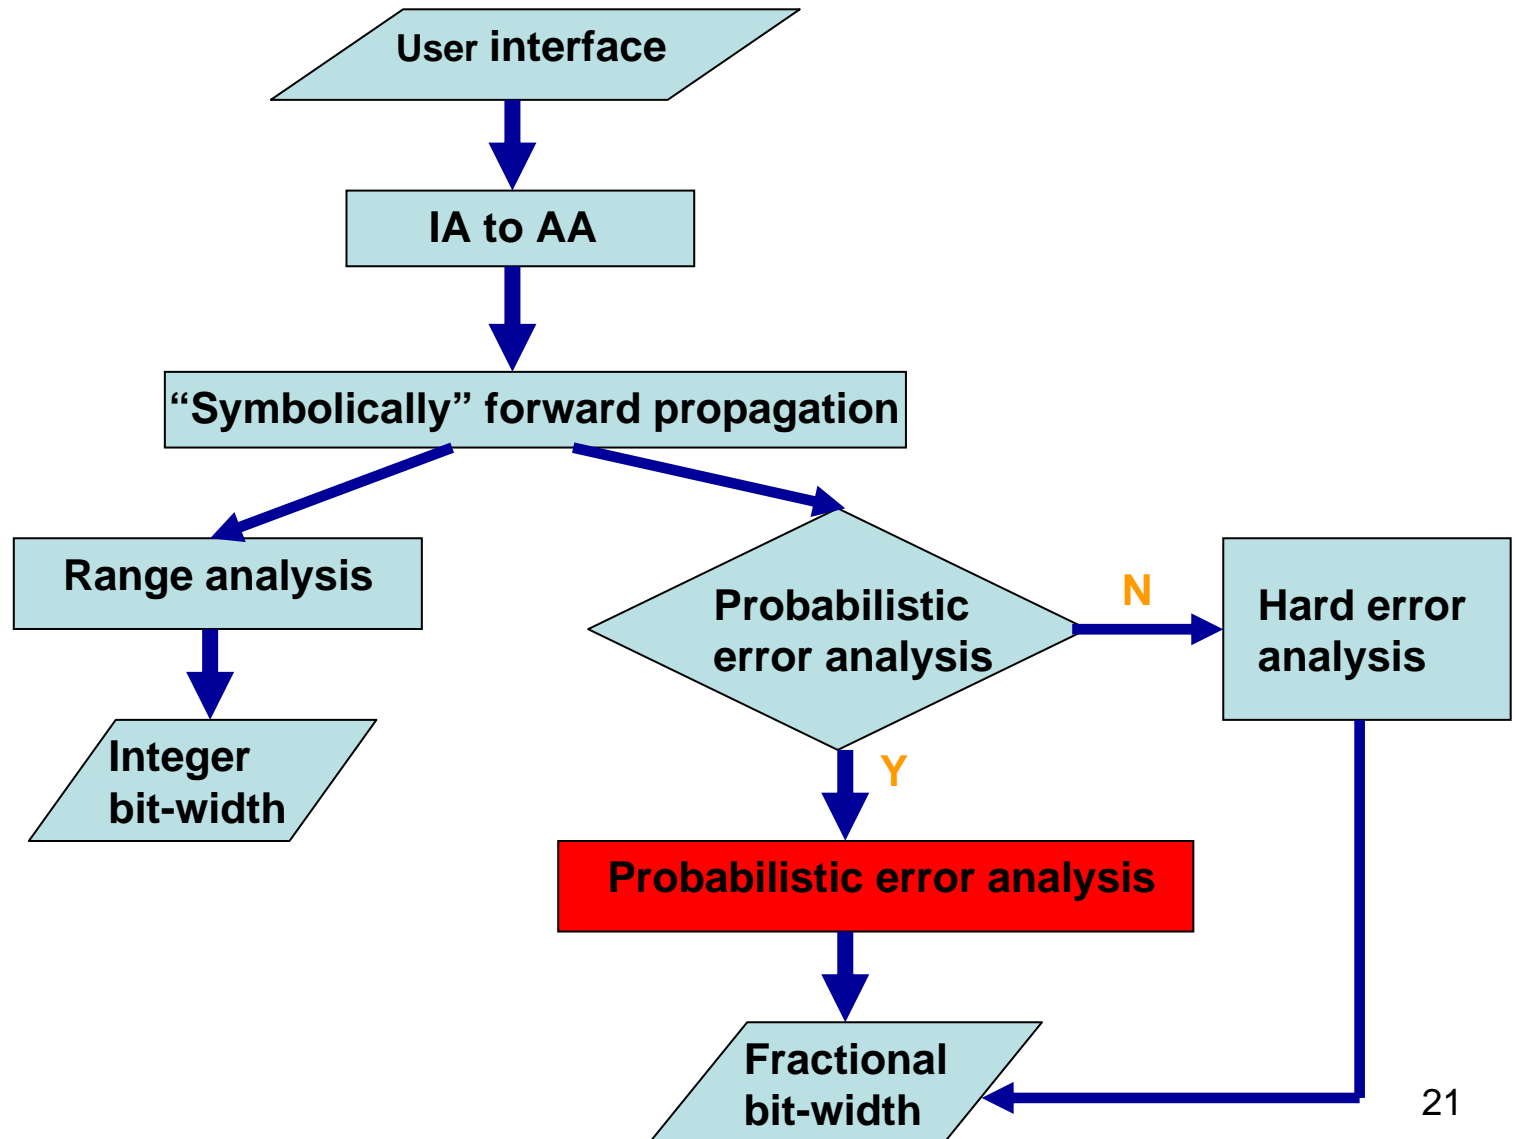 User interface
IA to AA
“Symbolically” forward propagation
Range analysis
Probabilistic
error analysis
N
Hard error
analysis
Integer
bit-width
Y
Probabilistic error analysis
Fractional
bit-width
21